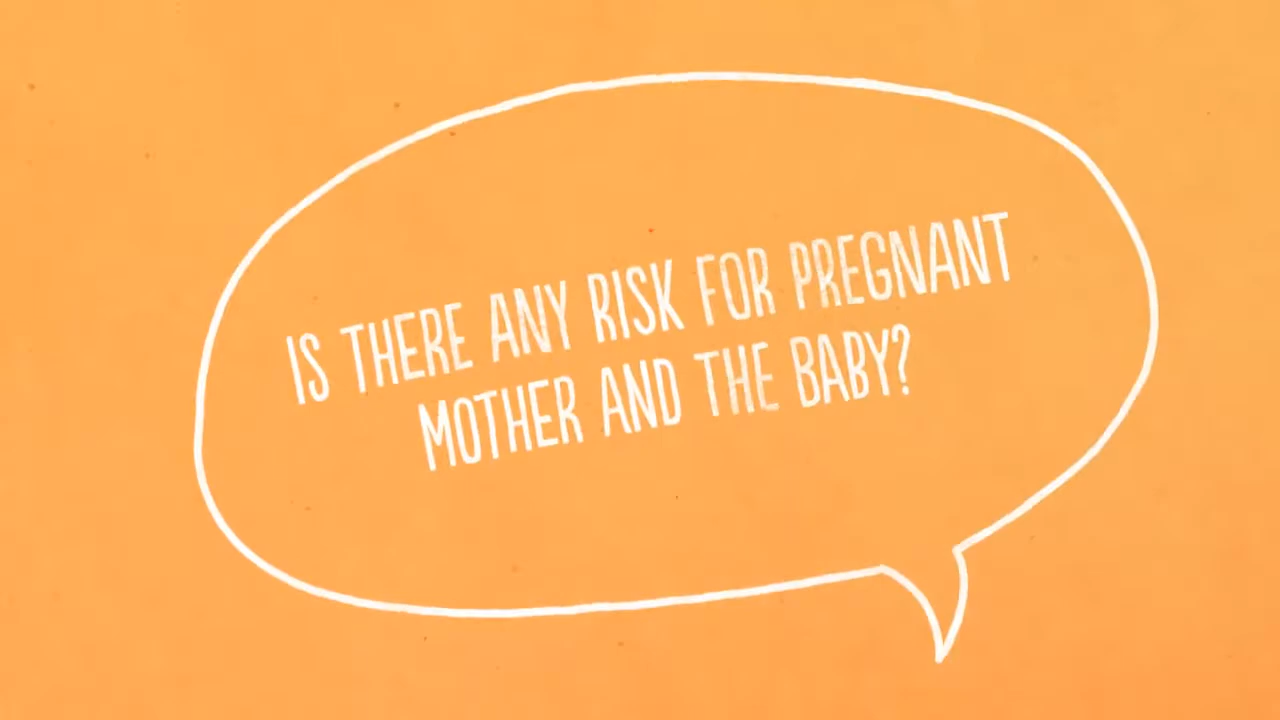 IS THERE ANY RISK FOR PREGNANT
MOTHER AND THE BABY?